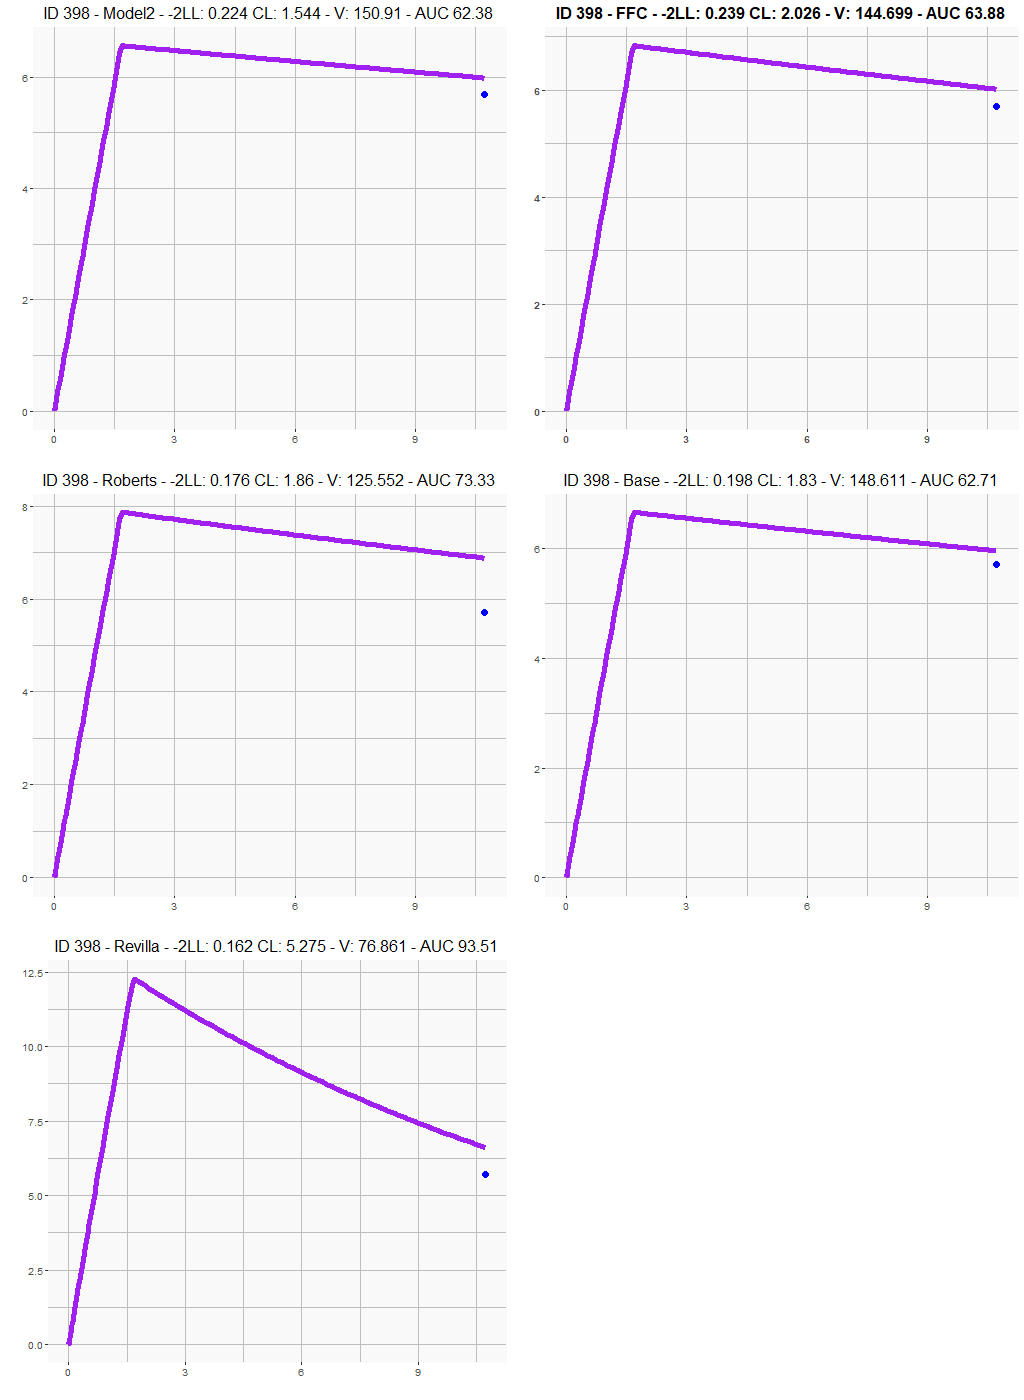 ID 398 - Model2 - -2LL: 0.224 CL: 1.544 - V: 150.91 - AUC 62.38
6
4
2
0
0 3 6 9
ID 398 - FFC - -2LL: 0.239 CL: 2.026 - V: 144.699 - AUC 63.88
6
4
2
0
0 3 6 9
ID 398 - Roberts - -2LL: 0.176 CL: 1.86 - V: 125.552 - AUC 73.33
8
6
4
2
0
0 3 6 9
ID 398 - Base - -2LL: 0.198 CL: 1.83 - V: 148.611 - AUC 62.71
6
4
2
0
0 3 6 9
ID 398 - Revilla - -2LL: 0.162 CL: 5.275 - V: 76.861 - AUC 93.51
12.5
10.0
7.5
5.0
2.5
0.0
0 3 6 9